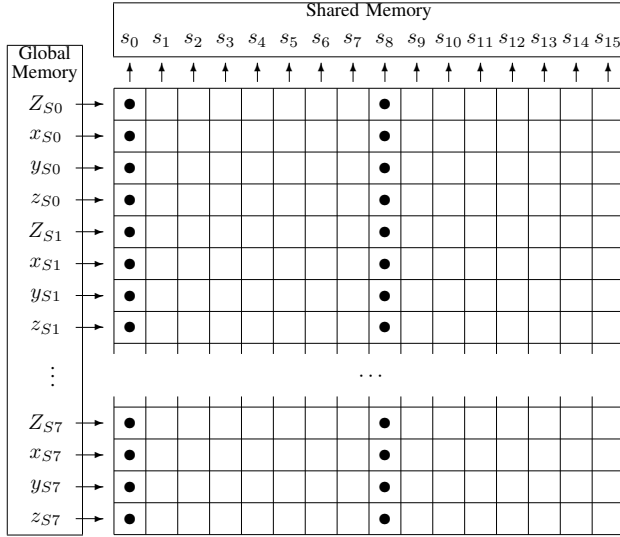 Shared Memory
s0 s1 s2 s3 s4 s5 s6 s7 s8 s9 s10 s11 s12 s13 s14 s15
Global
Memory
ZS0
xS0
yS0
zS0
ZS1
xS1
yS1
zS1
⋮ ...
ZS7
xS7
yS7
zS7